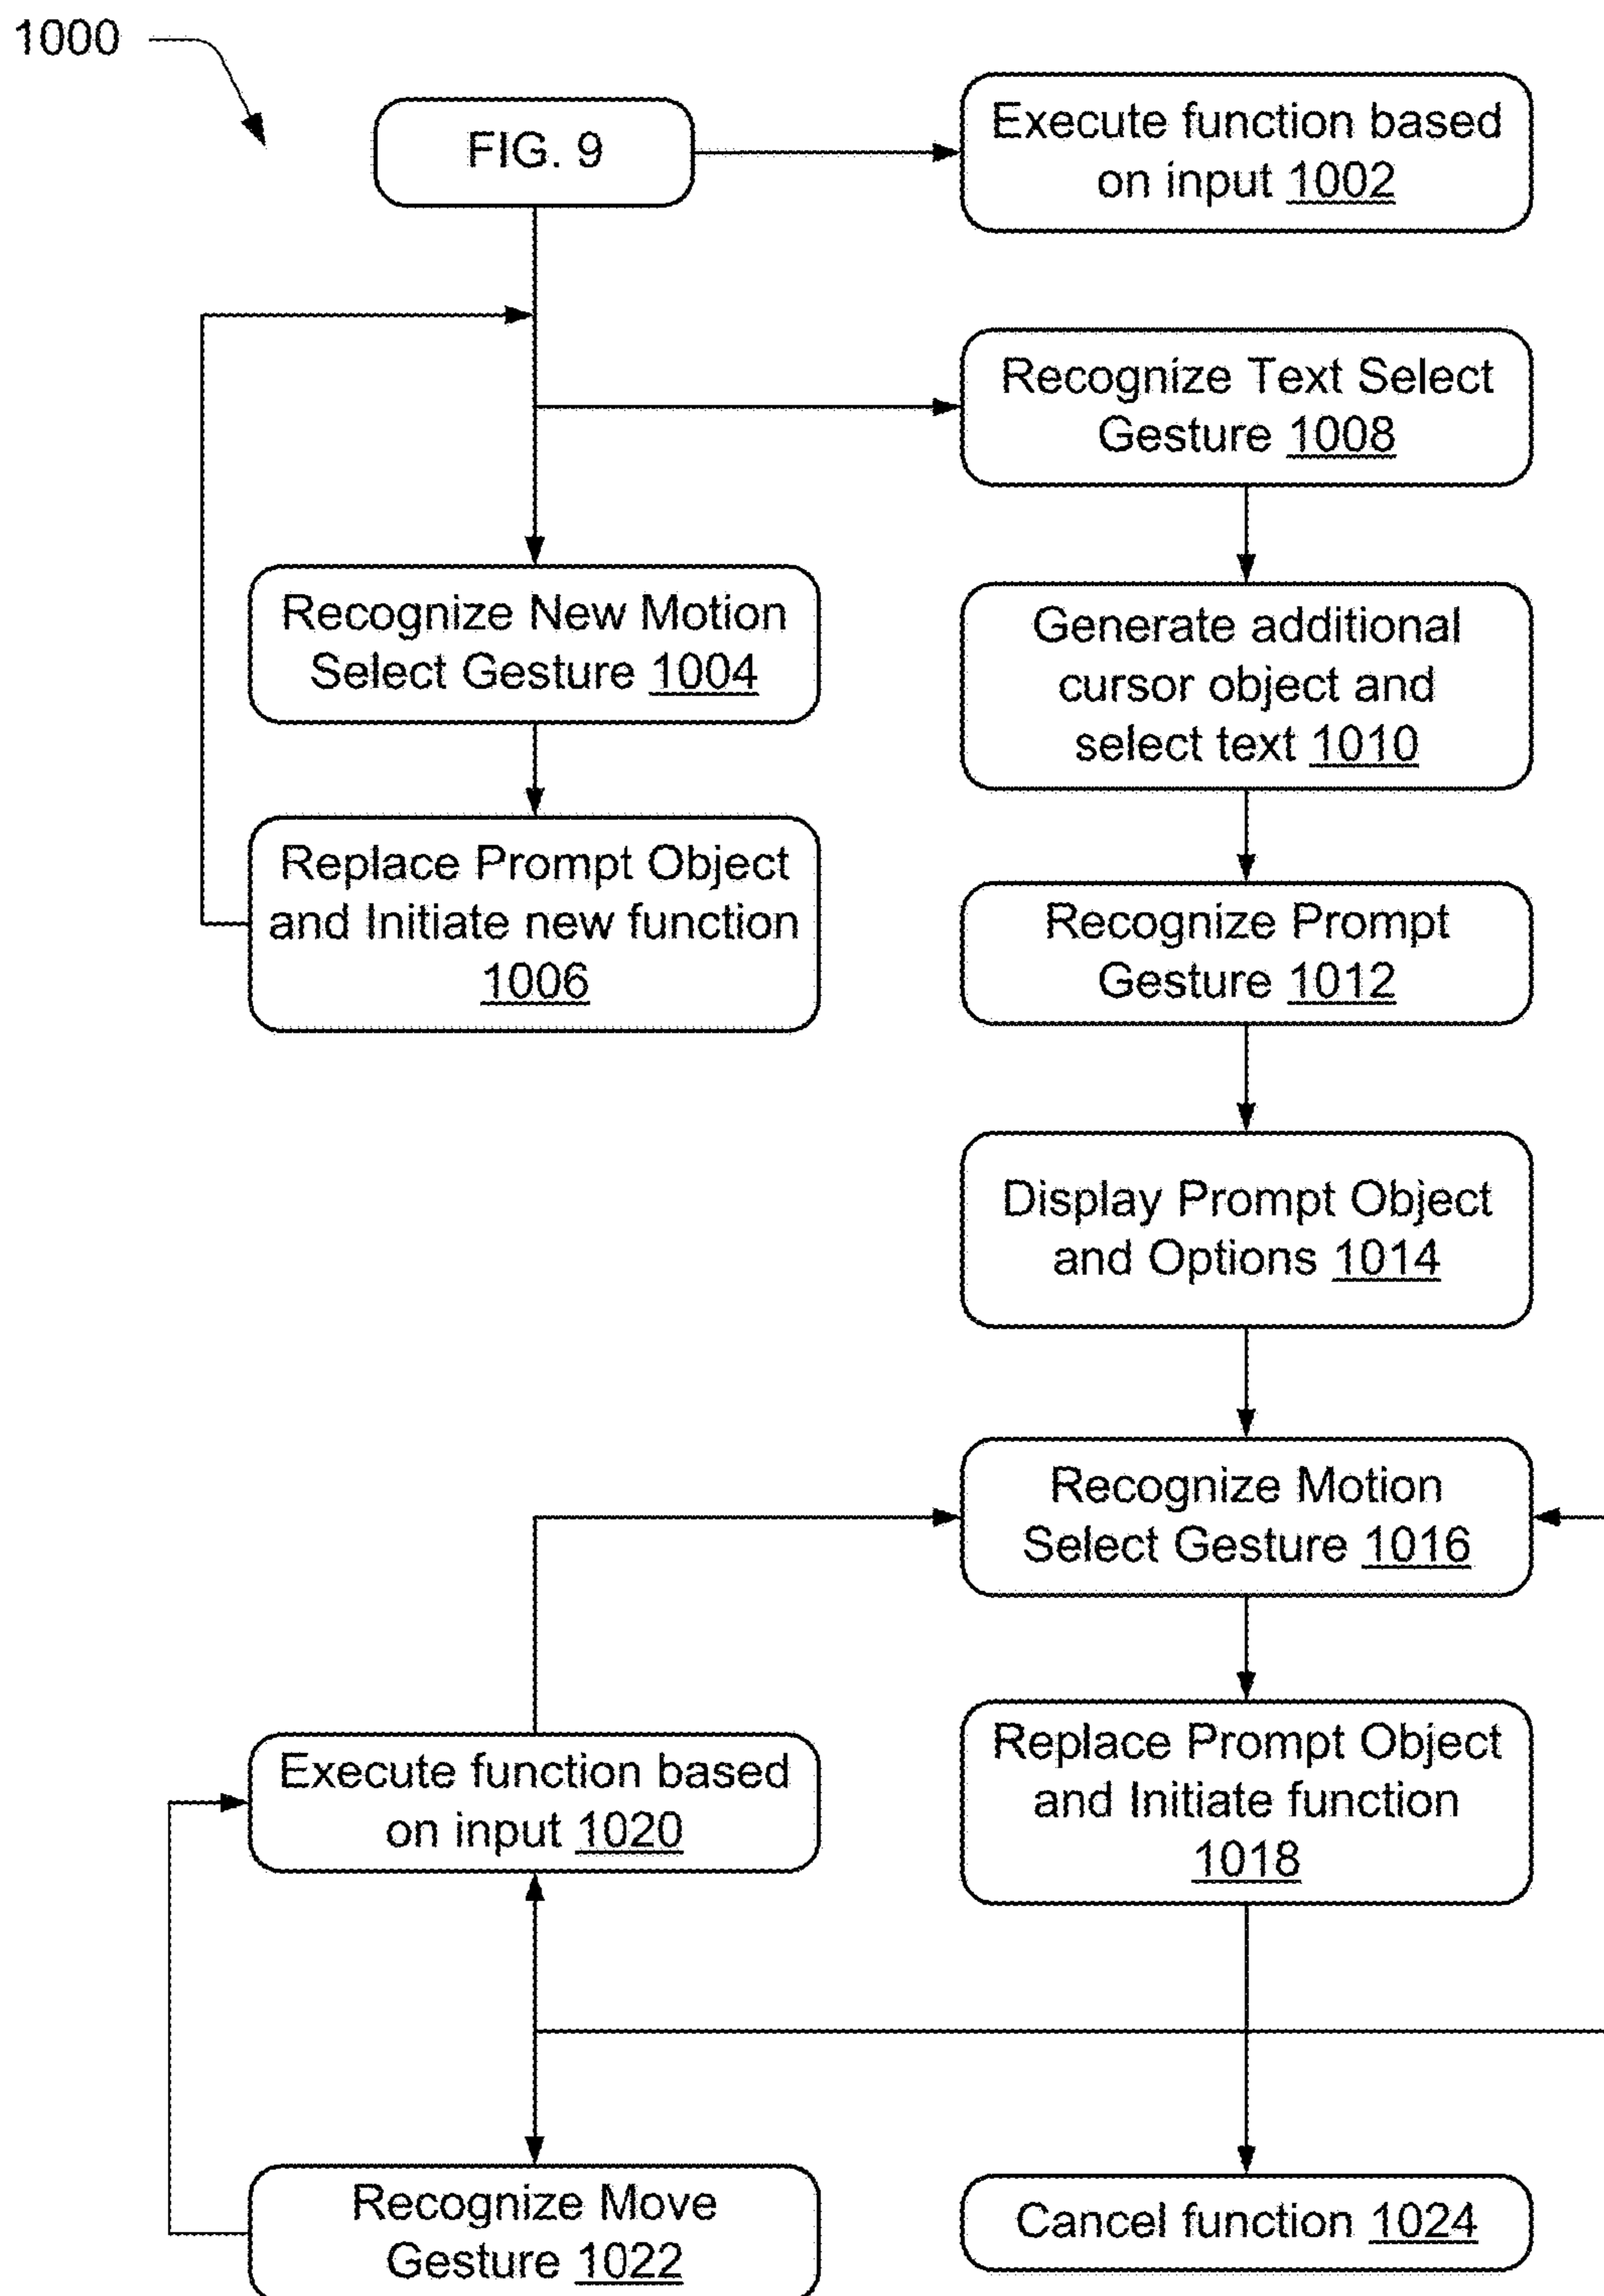 1000
FIG. 9
Execute function based
on input 1002
Recognize Text Select
Gesture 1008
Recognize New Motion
Select Gesture 1004
Generate additional
cursor object and
select text 1010
Replace Prompt Object
and Initiate new function
1006
Recognize Prompt
Gesture 1012
Display Prompt Object
and Options 1014
Recognize Motion
Select Gesture 1016
Replace Prompt Object
and Initiate function
1018
Execute function based
on input 1020
Recognize Move
Gesture 1022
Cancel function 1024